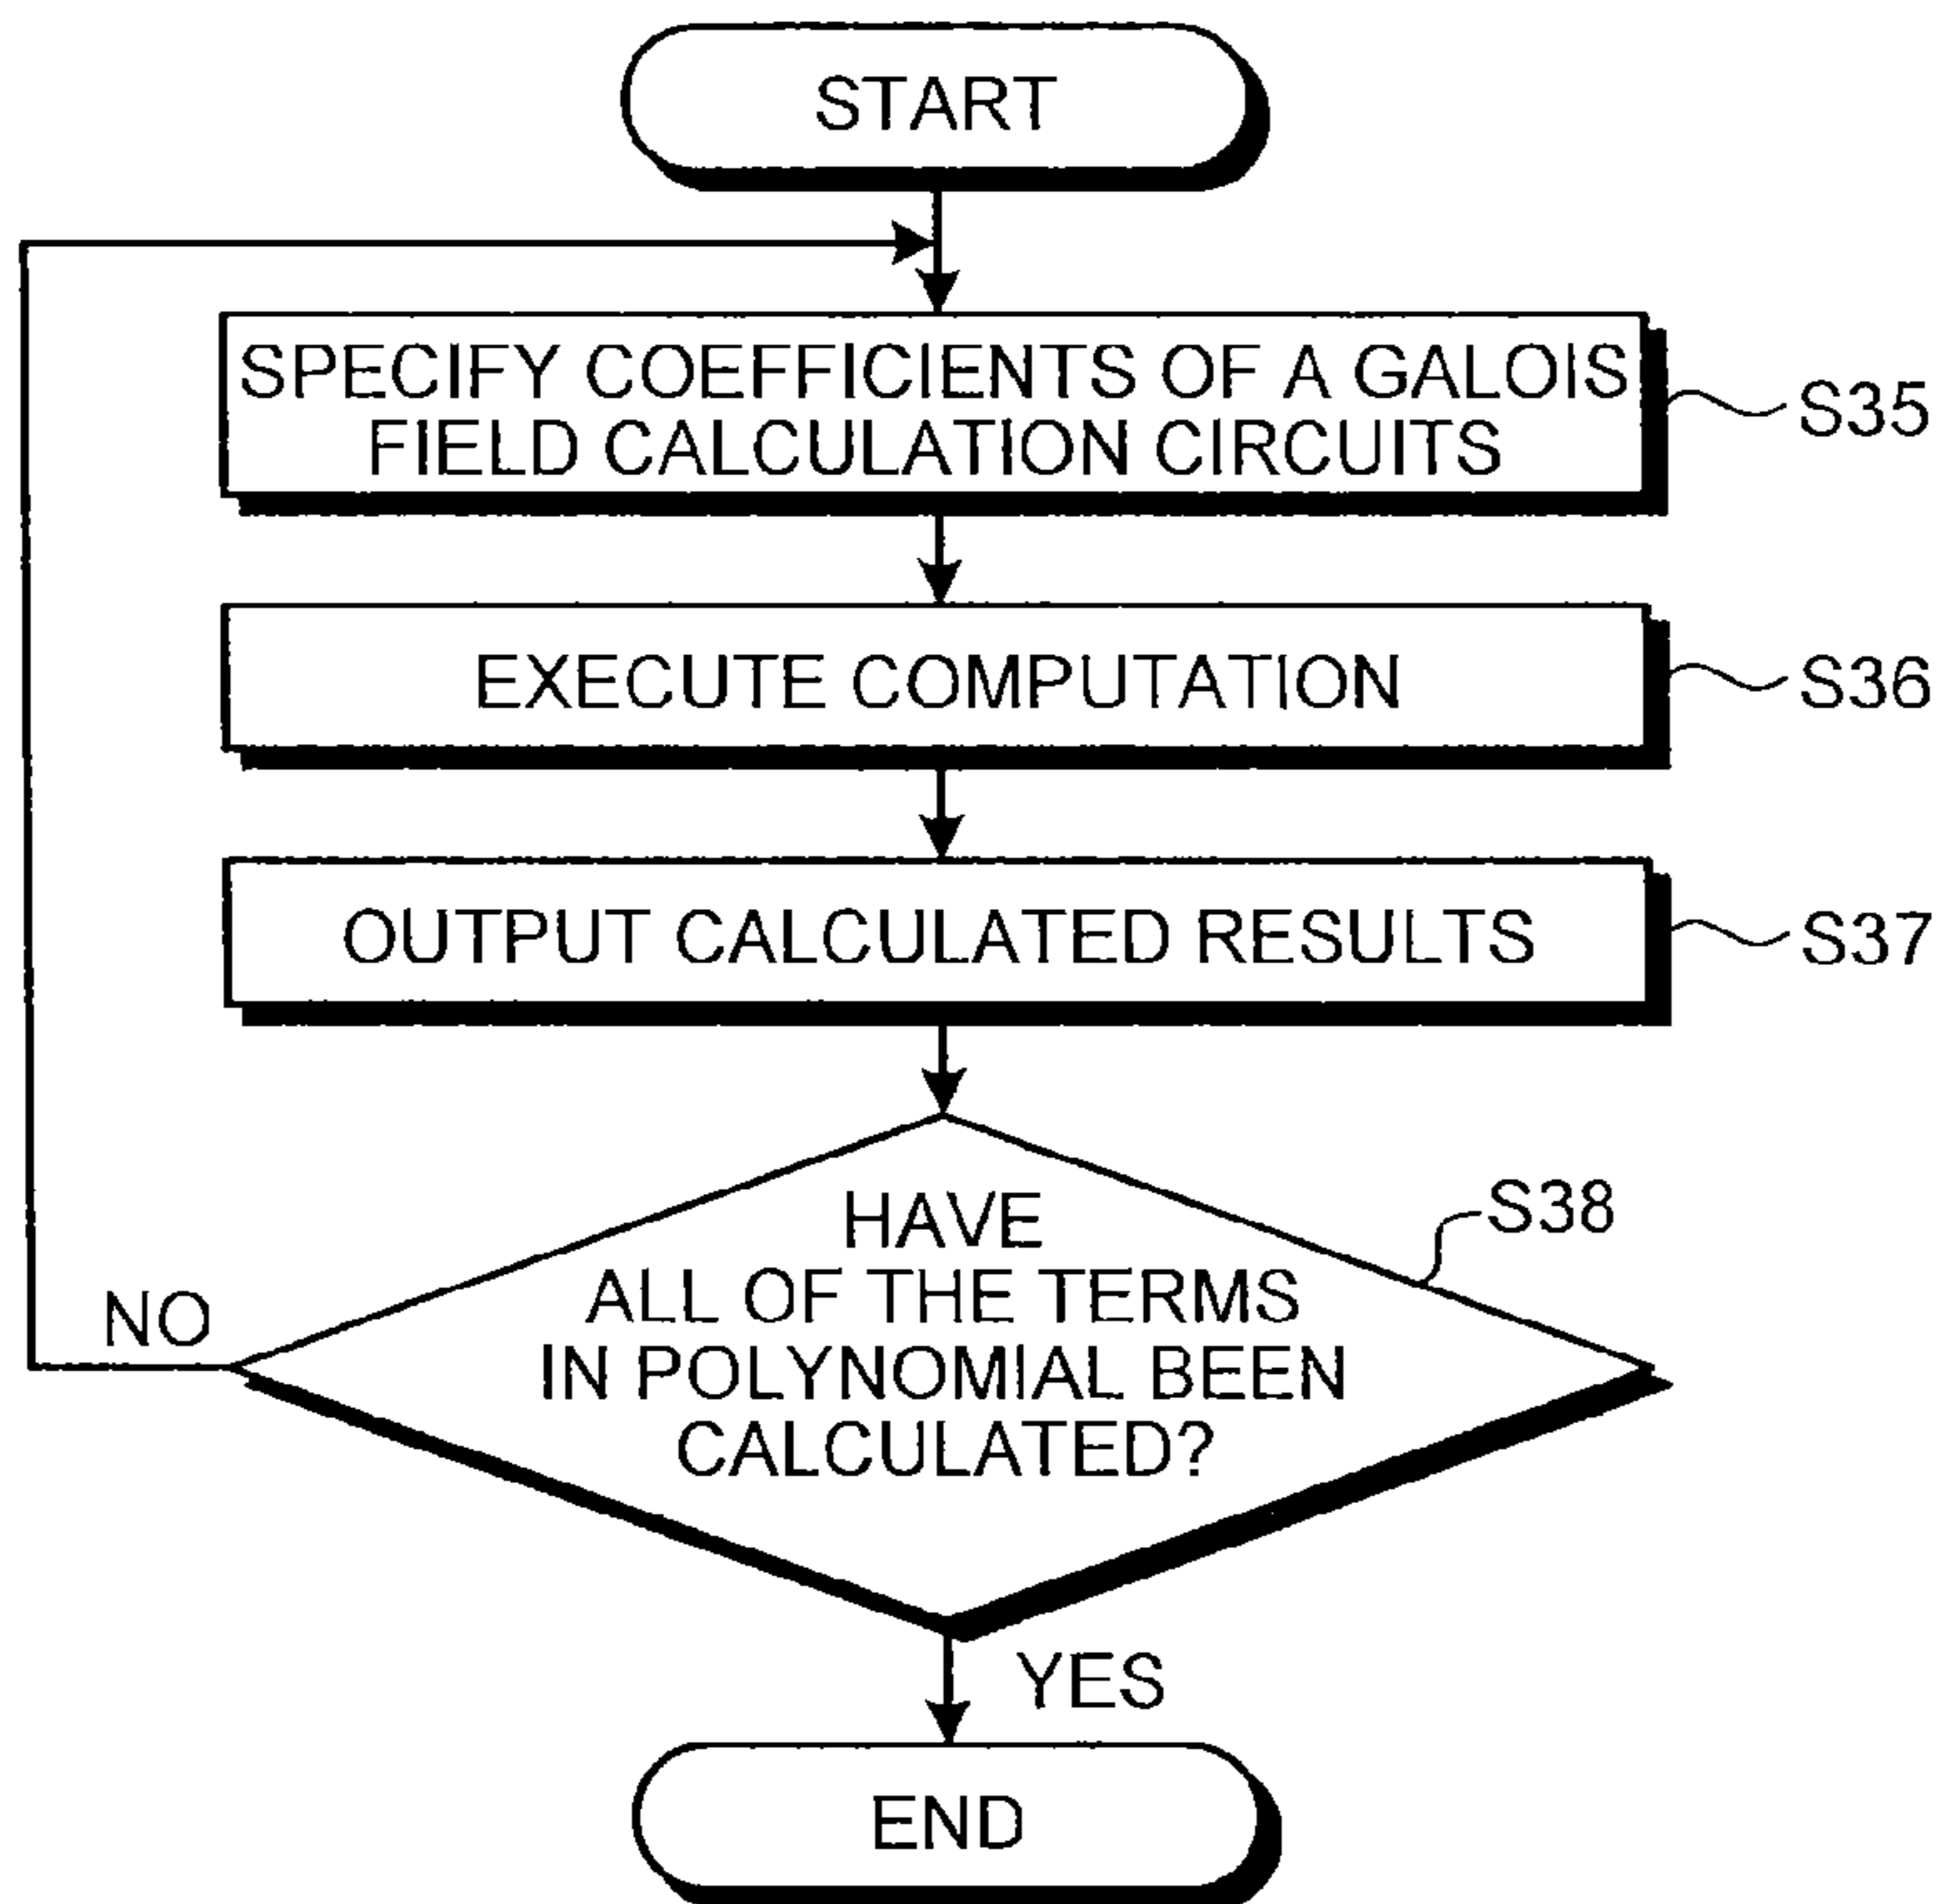 START
SPECIFY COEFFICIENTS OF A GALOIS
FIELD CALCULATION CIRCUITS
S35
EXECUTE COMPUTATION
S36
OUTPUT CALCULATED RESULTS
S37
HAVE
ALL OF THE TERMS
IN POLYNOMIAL BEEN
CALCULATED?
S38
NO
YES
END